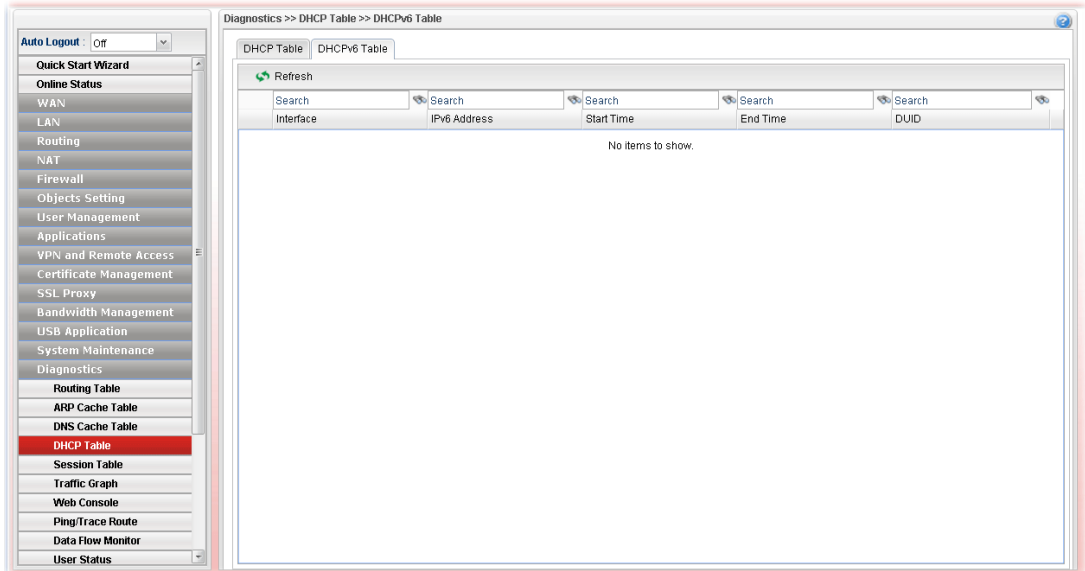 Diagnostics >> DHCP Table >> DHCPv6 Table
Auto Logout : Off
Quick Start Wizard
Online Status
WAN
LAN
Routing
NAT
Firewall
Objects Setting
User Management
Applications
VPN and Remote Access
Certificate Management
SSL Proxy
Bandwidth Management
USB Application
System Maintenance
Diagnostics
Routing Table
ARP Cache Table
DNS Cache Table
DHCP Table
Session Table
Traffic Graph
Web Console
Ping/Trace Route
Data Flow Monitor
User Status
DHCP Table DHCPv6 Table
Refresh
Search Search Search Search Search
Interface IPv6 Address Start Time End Time DUID
No items to show.